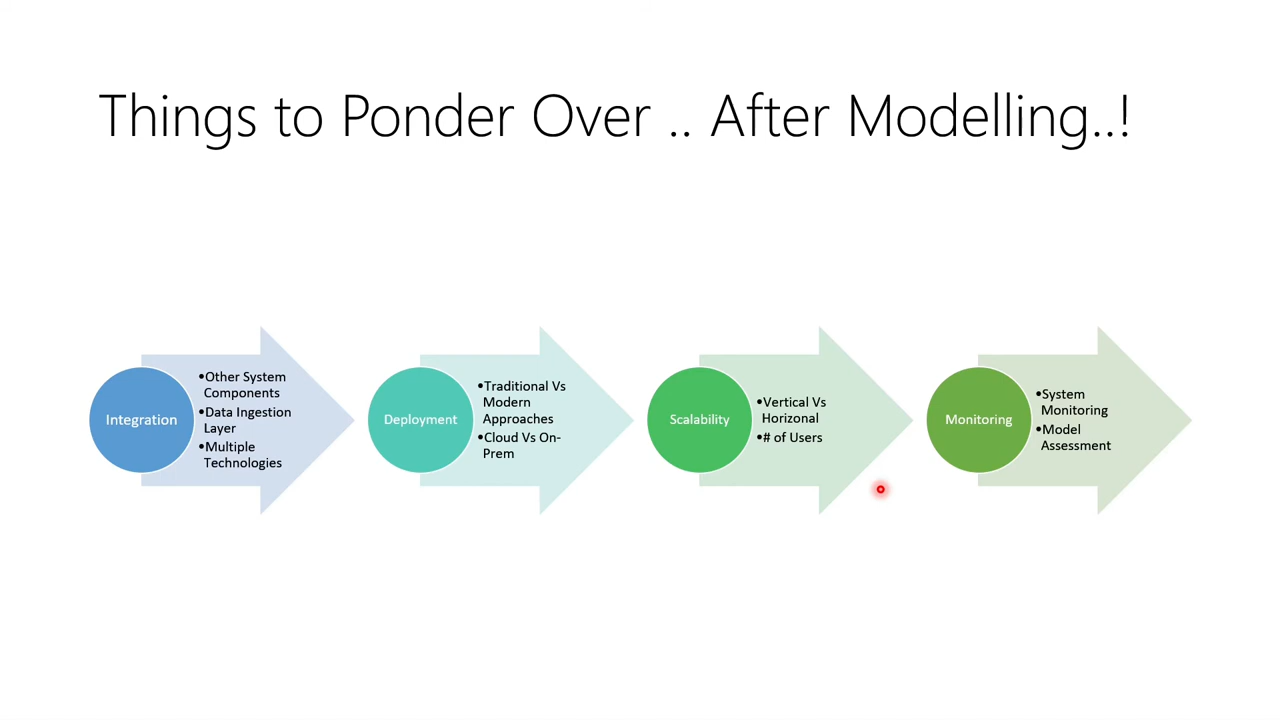 Things to Ponder Over .. After Modelling..!
Integration
•Other System
Components
•Data Ingestion
Layer
•Multiple
Technologies
Deployment
•Traditional Vs
Modern
Approaches
•Cloud Vs On-
Prem
Scalability
•Vertical Vs
Horizonal
•# of Users
Monitoring
•System
Monitoring
•Model
Assessment